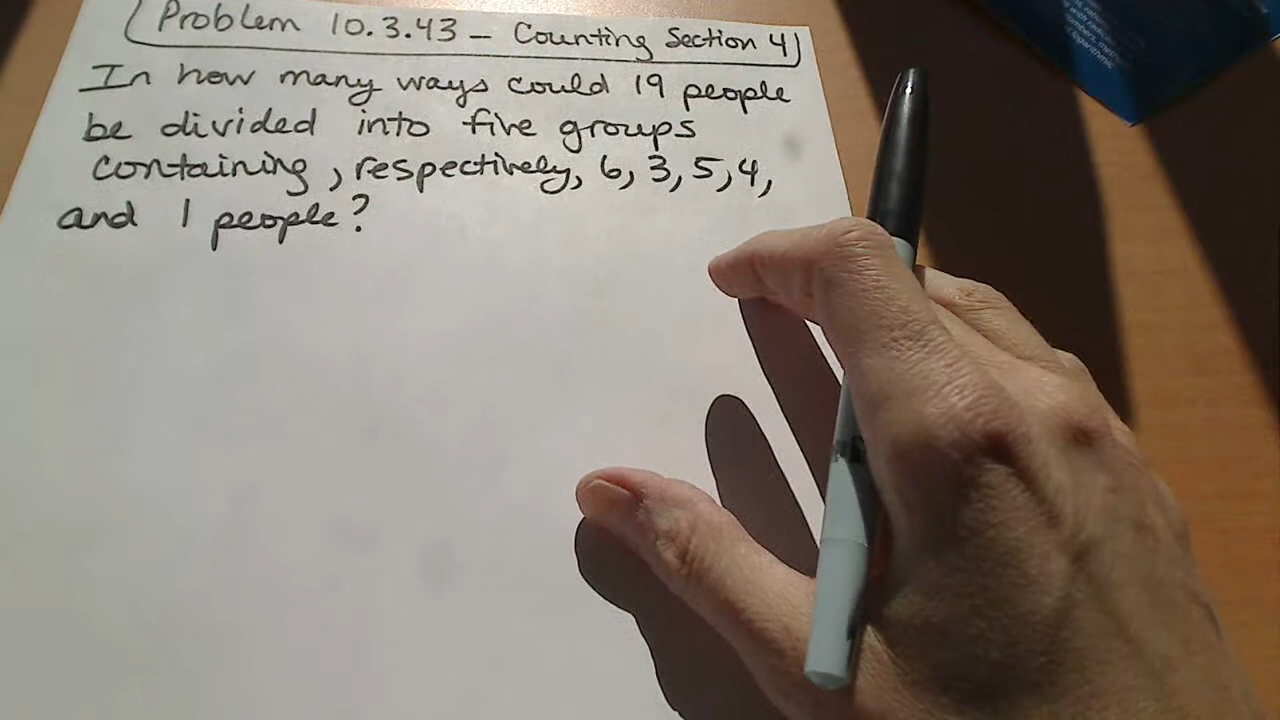 Problem 10.3.43 - Counting Section 4
In how many ways could 19 people
be divided into five groups
containing, respectively, 6, 3, 5, 4,
and 1 people?